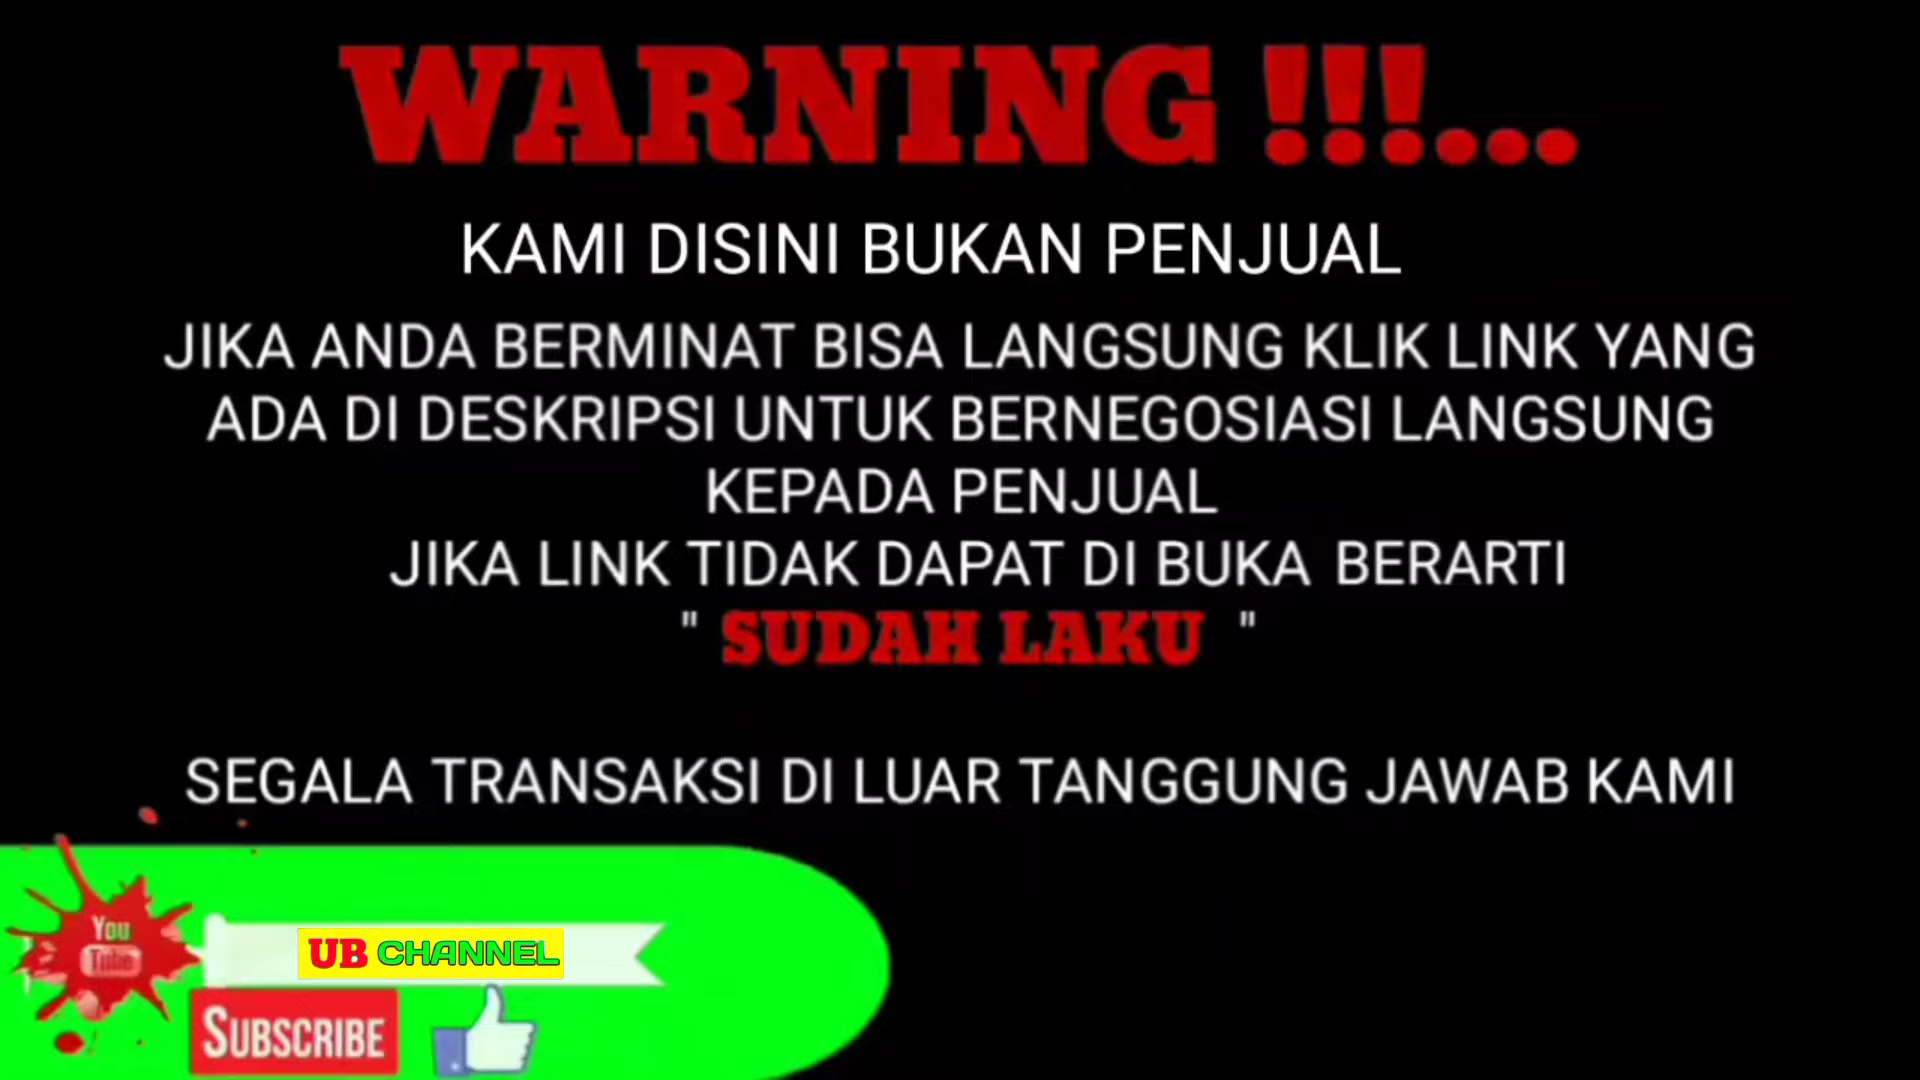 WARNING !!!...
KAMI DISINI BUKAN PENJUAL
JIKA ANDA BERMINAT BISA LANGSUNG KLIK LINK YANG
ADA DI DESKRIPSI UNTUK BERNEGOSIASI LANGSUNG
KEPADA PENJUAL
JIKA LINK TIDAK DAPAT DI BUKA BERARTI
" SUDAH LAKU "
SEGALA TRANSAKSI DI LUAR TANGGUNG JAWAB KAMI
You
Tube
UB CHANNEL
SUBSCRIBE